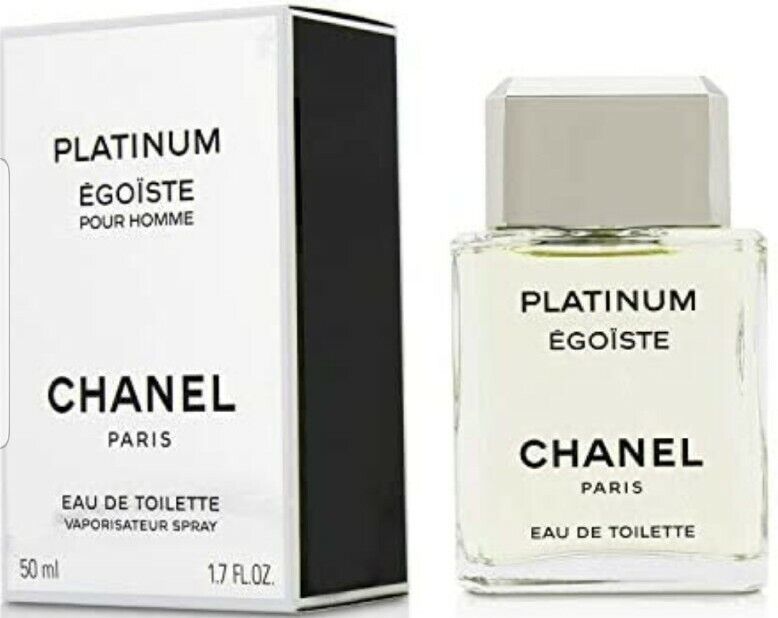 PLATINUM
ÉGOÏSTE
POUR HOMME
CHANEL
PARIS
EAU DE TOILETTE
VAPORISATEUR SPRAY
50 ml
1.7 FL.OZ.
PLATINUM
ÉGOÏSTE
CHANEL
PARIS
EAU DE TOILETTE